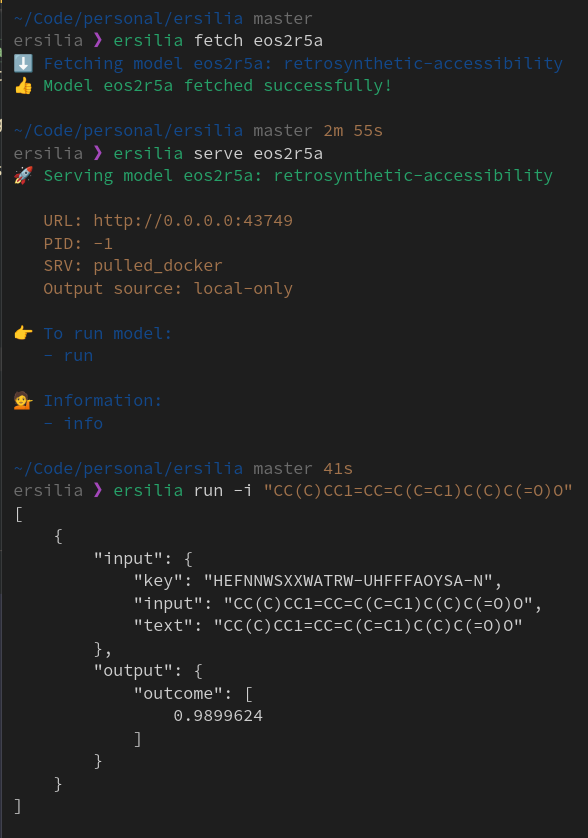 ~/Code/personal/ersilia master
ersilia ❯ ersilia fetch eos2r5a
⬇️ Fetching model eos2r5a: retrosynthetic-accessibility
👍 Model eos2r5a fetched successfully!
~/Code/personal/ersilia master 2m 55s
ersilia ❯ ersilia serve eos2r5a
🚀 Serving model eos2r5a: retrosynthetic-accessibility
URL: http://0.0.0.0:43749
PID: -1
SRV: pulled_docker
Output source: local-only
👉 To run model:
- run
💁 Information:
- info
~/Code/personal/ersilia master 41s
ersilia ❯ ersilia run -i "CC(C)CC1=CC=C(C=C1)C(C)C(=O)O"
[
    {
        "input": {
            "key": "HEFNNWSXXWATRW-UHFFFAOYSA-N",
            "input": "CC(C)CC1=CC=C(C=C1)C(C)C(=O)O",
            "text": "CC(C)CC1=CC=C(C=C1)C(C)C(=O)O"
        },
        "output": {
            "outcome": [
                0.9899624
            ]
        }
    }
]